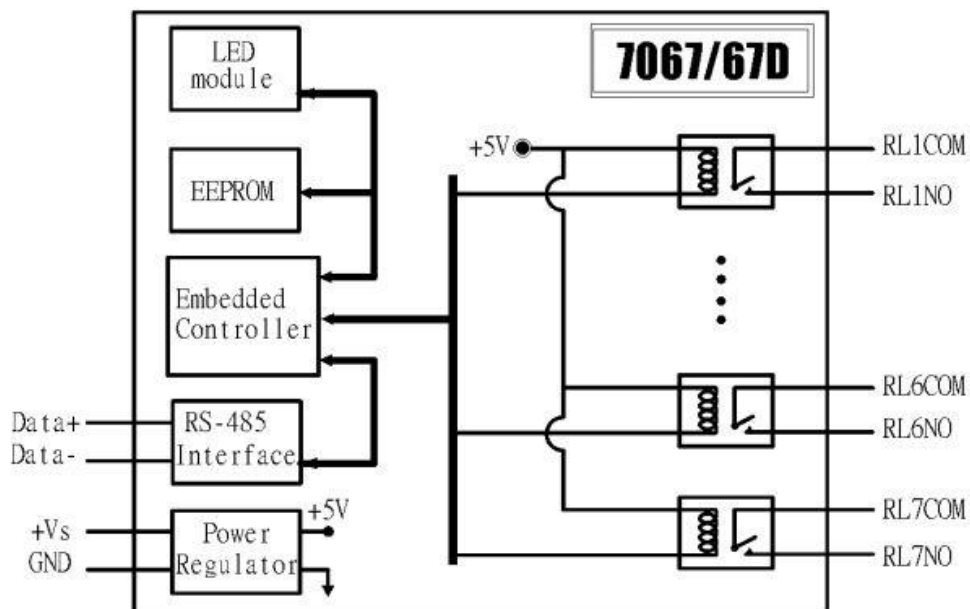 LED
module
7067/67D
+5V
RL1COM
EEPROM
RL1NO
Embedded
Controller
RL6COM
Data+
RS-485
RL6NO
Data-
Interface
+5V
RL7COM
+Vs
Power
GND
Regulator
RL7NO